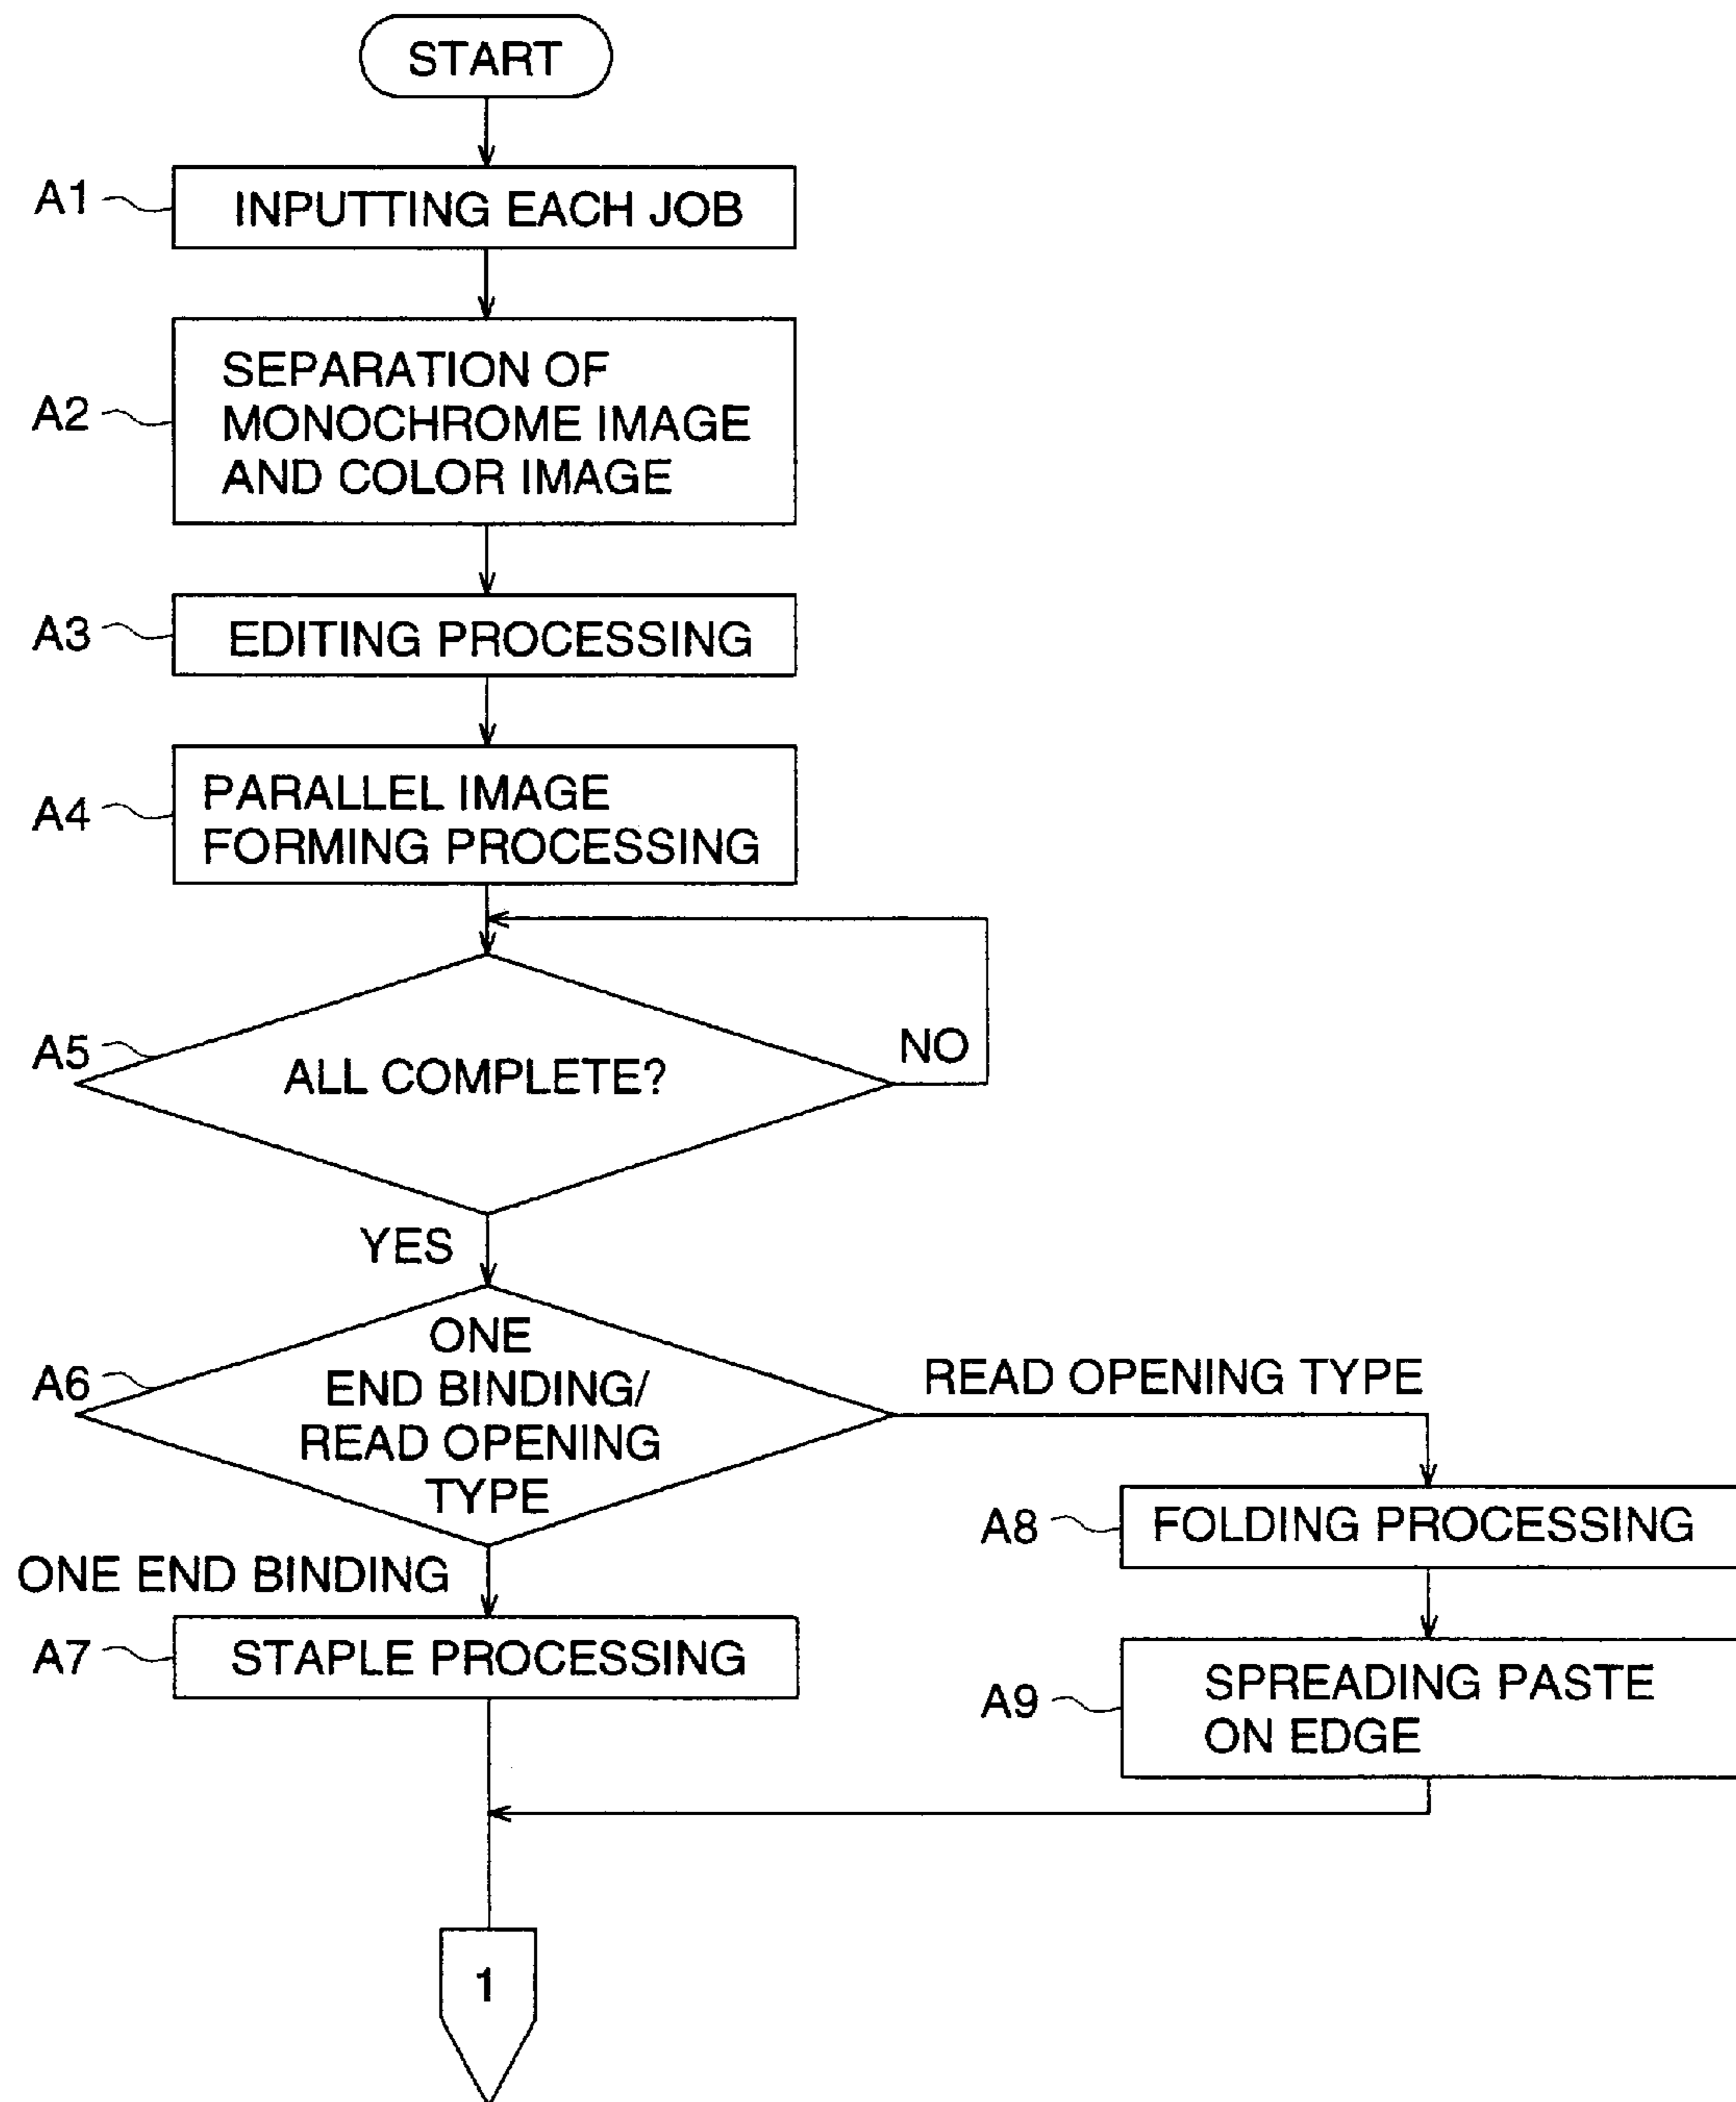 START
A1
INPUTTING EACH JOB
A2
SEPARATION OF
MONOCHROME IMAGE
AND COLOR IMAGE
A3
EDITING PROCESSING
A4
PARALLEL IMAGE
FORMING PROCESSING
A5
ALL COMPLETE?
NO
YES
A6
ONE
END BINDING/
READ OPENING
TYPE
READ OPENING TYPE
ONE END BINDING
A7
STAPLE PROCESSING
A8
FOLDING PROCESSING
A9
SPREADING PASTE
ON EDGE
1